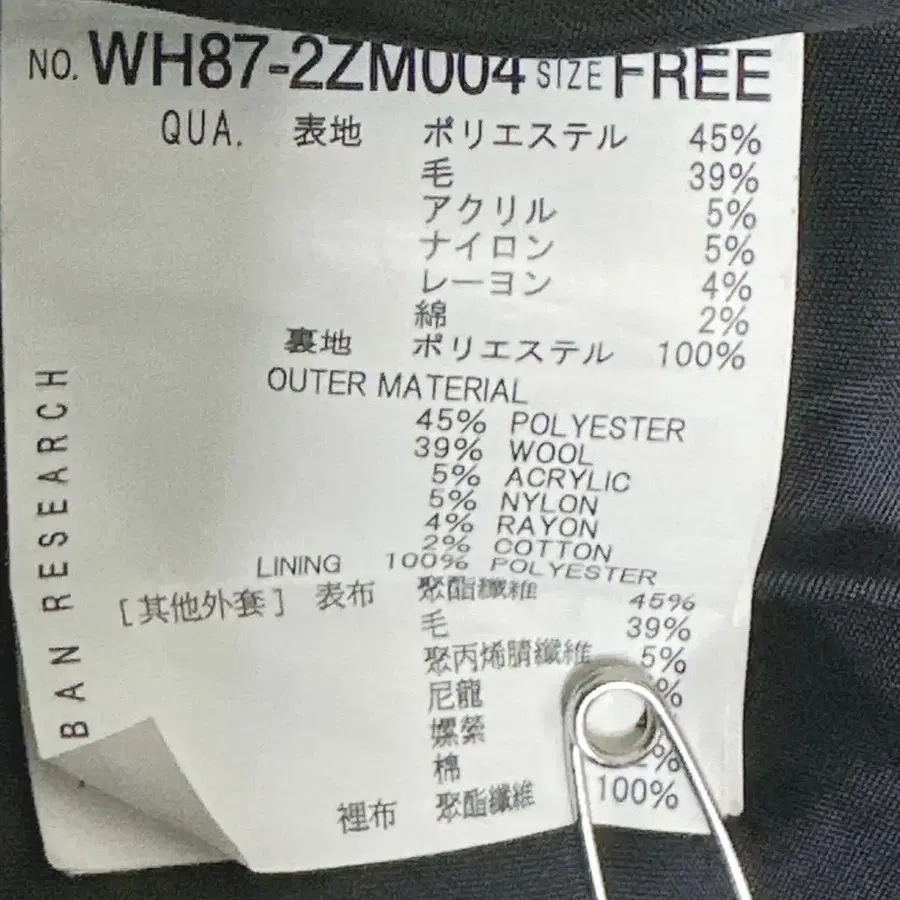 NO. WH87-2ZM004 SIZE FREE
QUA. 表地 ポリエステル 45%
毛 39%
アクリル 5%
ナイロン 5%
レーヨン 4%
綿 2%
裏地 ポリエステル 100%
OUTER MATERIAL
45% POLYESTER
39% WOOL
5% ACRYLIC
5% NYLON
4% RAYON
2% COTTON
LINING 100% POLYESTER
[其他外套] 表布 聚酯纖維 45%
毛 39%
聚丙烯腈纖維 5%
尼龍 %
嫘縈
棉 2%
裡布 聚酯纖維 100%
BAN RESEARCH